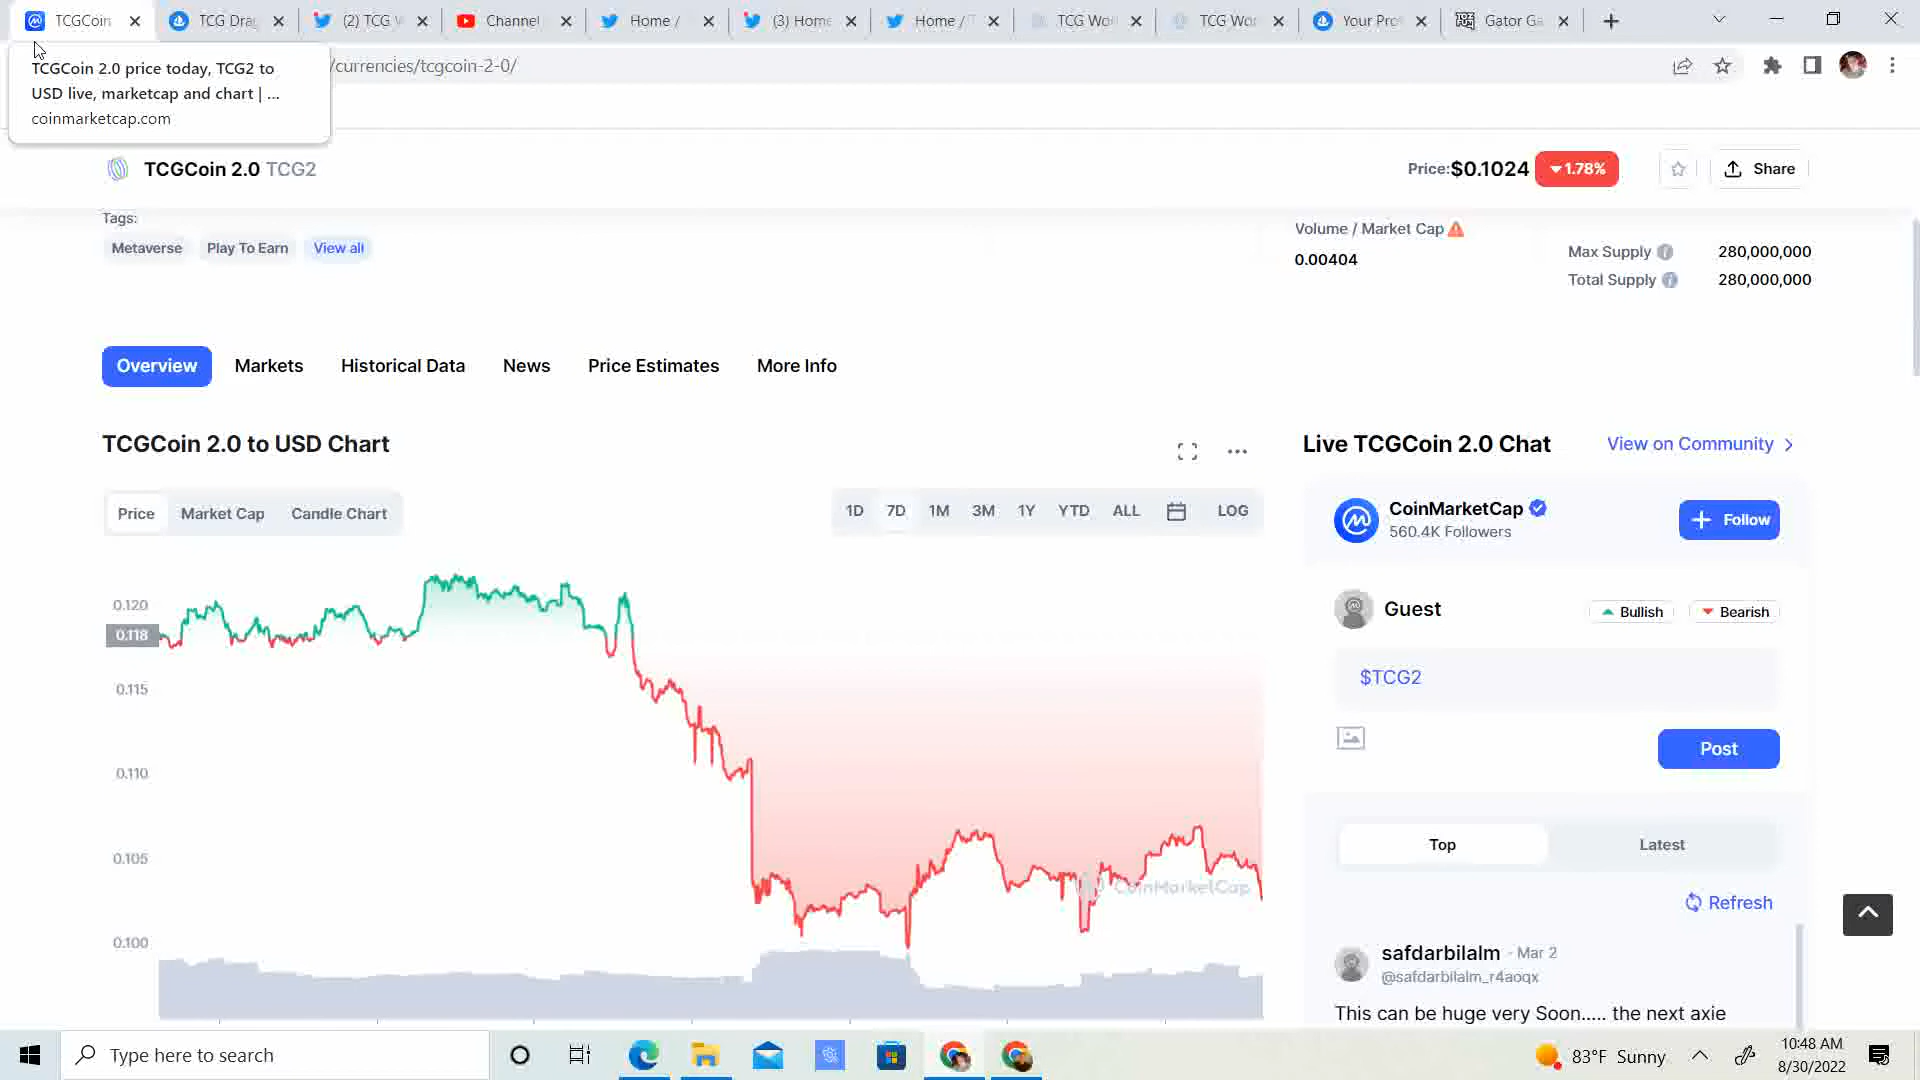 TCGCoin
TCG Drag
(2) TCG W
Channel
Home /
(3) Home
Home / T
TCG Wor
TCG Wor
Your Pro
Gator Ga
/currencies/tcgcoin-2-0/
TCGCoin 2.0 price today, TCG2 to
USD live, marketcap and chart | ...
coinmarketcap.com
TCGCoin 2.0 TCG2
Price:$0.1024 1.78%
Share
Tags:
Metaverse Play To Earn View all
Volume / Market Cap
0.00404
Max Supply 280,000,000
Total Supply 280,000,000
Overview Markets Historical Data News Price Estimates More Info
TCGCoin 2.0 to USD Chart
Price Market Cap Candle Chart
1D 7D 1M 3M 1Y YTD ALL LOG
0.120
0.118
0.115
0.110
0.105
0.100
CoinMarketCap
Live TCGCoin 2.0 Chat
View on Community
CoinMarketCap
560.4K Followers
Follow
Guest
Bullish
Bearish
$TCG2
Post
Top
Latest
Refresh
safdarbilalm - Mar 2
@safdarbilalm_r4aoqx
This can be huge very Soon..... the next axie
Type here to search
83°F Sunny
10:48 AM
8/30/2022